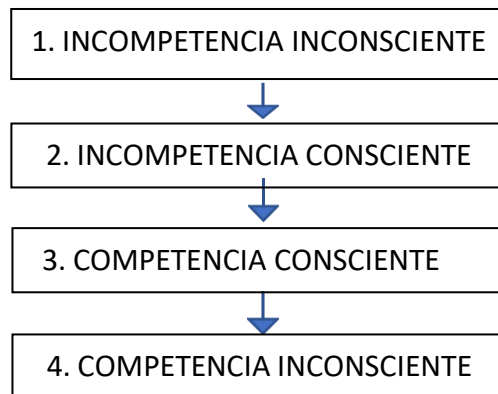 1. INCOMPETENCIA INCONSCIENTE
2. INCOMPETENCIA CONSCIENTE
3. COMPETENCIA CONSCIENTE
4. COMPETENCIA INCONSCIENTE